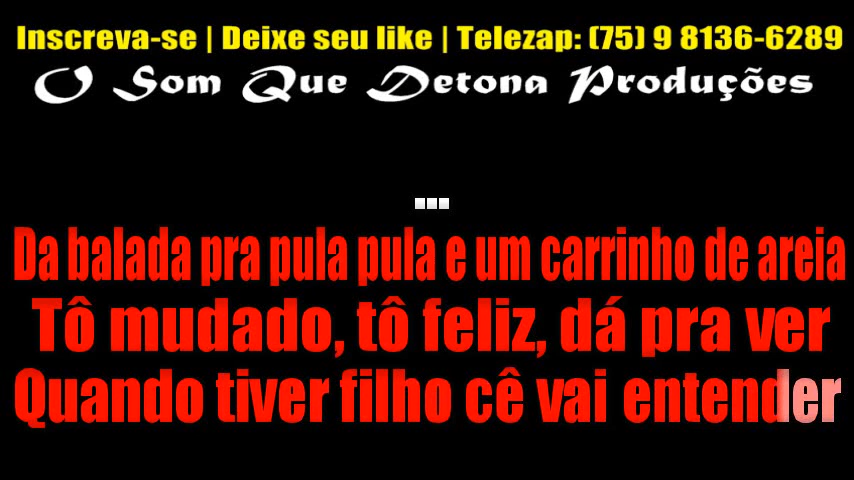 Inscreva-se | Deixe seu like | Telezap: (75) 9 8136-6289
O Som Que Detona Produções
...
Da balada pra pula pula e um carrinho de areia
Tô mudado, tô feliz, dá pra ver
Quando tiver filho cê vai entender